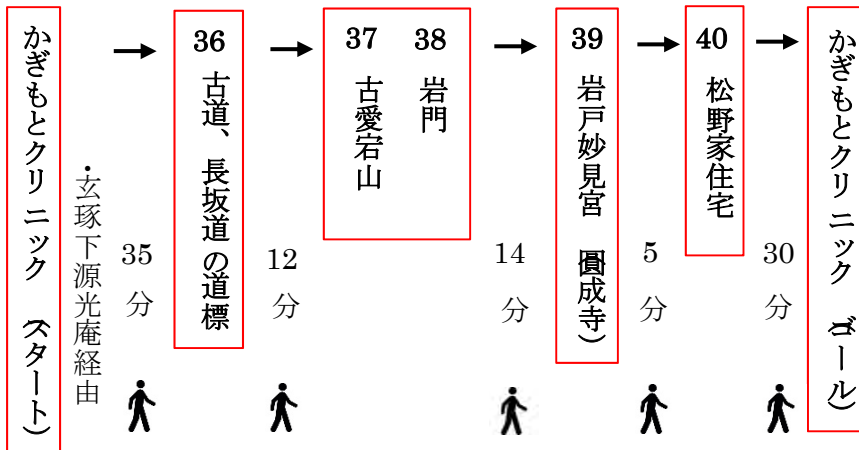 かぎもとクリニック（スタート）
・玄琢下源光庵経由
35分
36
古道、長坂道の道標
12分
37
古愛宕山
38
岩門
14分
39
岩戸妙見宮（圓成寺）
5分
40
松野家住宅
30分
かぎもとクリニック（ゴール）